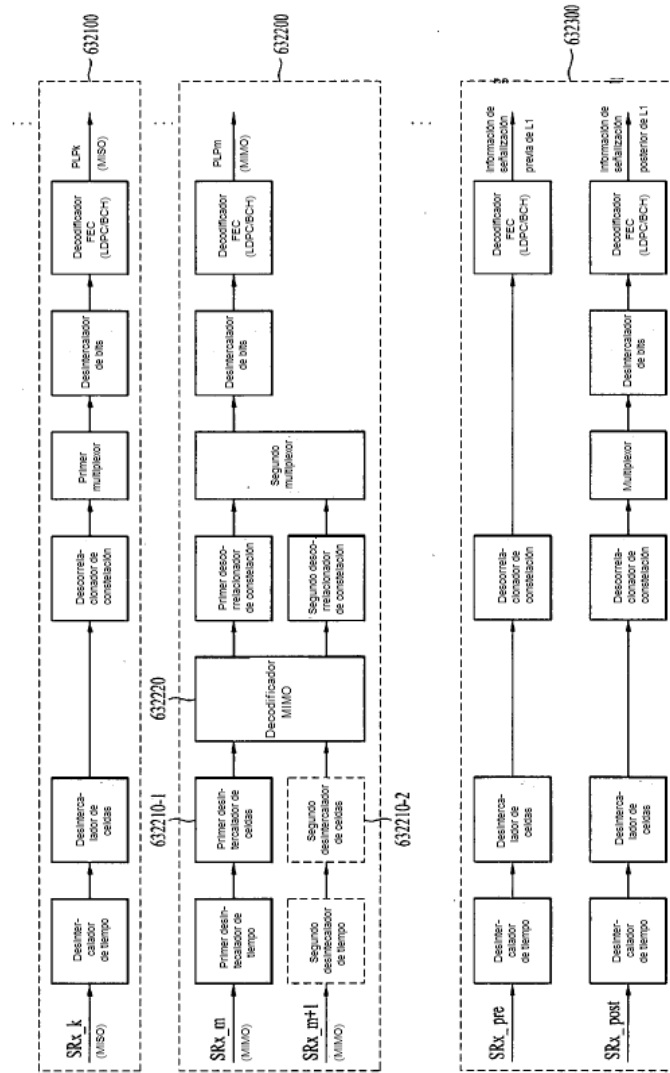 SRx_k
(MISO)
Desinter-
calador
de tiempo
Desinterca-
lador de
celdas
Descorrela-
cionador de
constelación
Primer
multiplexor
Desintercalador
de bits
Decodificador
FEC
(LDPC/BCH)
PLPk
(MISO)
632100
SRx_m
(MIMO)
Primer desin-
tecalador de
tiempo
Primer desin-
tercalador de
celdas
632210-1
Decodificador
MIMO
632220
Primer desco-
rrelacionador
de constelación
Segundo
multiplexor
Desintercalador
de bits
Decodificador
FEC
(LDPC/BCH)
PLPm
(MIMO)
632200
SRx_m+1
(MIMO)
Segundo
desintecalador
de tiempo
Segundo
desintercalador
de celdas
632210-2
Segundo desco-
rrelacionador
de constelación
SRx_pre
Desinter-
calador
de tiempo
Desinterca-
lador de
celdas
Descorrela-
cionador de
constelación
Decodificador
FEC
(LDPC/BCH)
Información de
señalización
previa de L1
632300
SRx_post
Desinter-
calador
de tiempo
Desinterca-
lador de
celdas
Descorrela-
cionador de
constelación
Multiplexor
Desintercalador
de bits
Decodificador
FEC
(LDPC/BCH)
Información de
señalización
posterior de L1